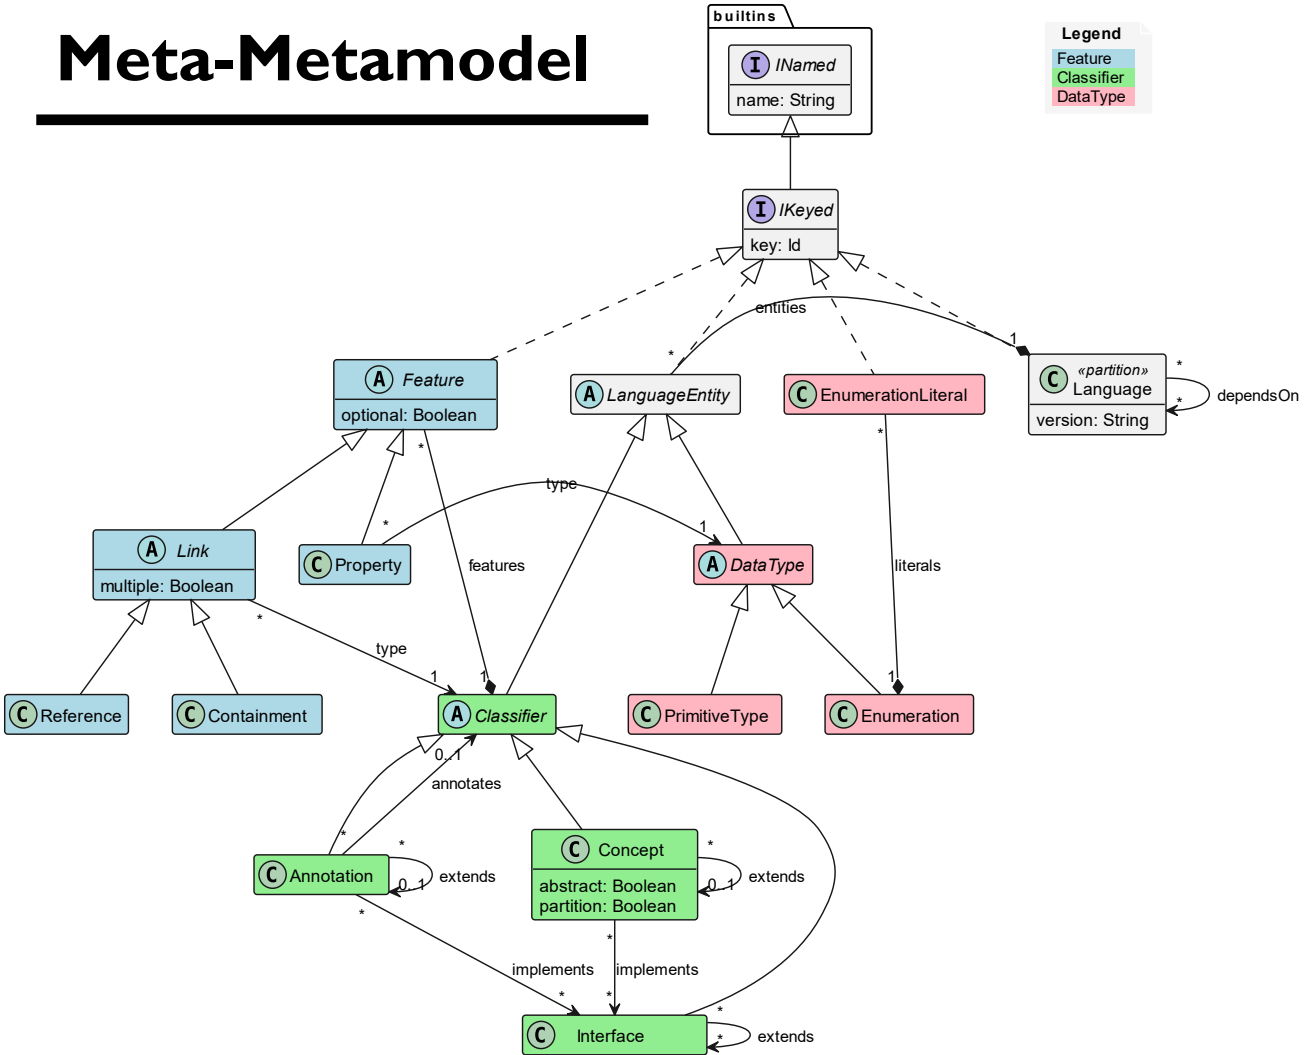 Meta-Metamodel
builtins
I INamed
name: String
Legend
Feature
Classifier
DataType
I IKeyed
key: Id
entities
1
*
A Feature
optional: Boolean
A LanguageEntity
C EnumerationLiteral
«partition»
C Language
version: String
*
*
dependsOn
*
*
type
*
1
A Link
multiple: Boolean
C Property
features
A DataType
literals
*
type
1
1
1
C Reference
C Containment
A Classifier
C PrimitiveType
C Enumeration
0..1
annotates
*
*
C Annotation
0..1
extends
*
C Concept
abstract: Boolean
partition: Boolean
*
0..1
extends
*
implements
implements
*
*
C Interface
*
*
extends